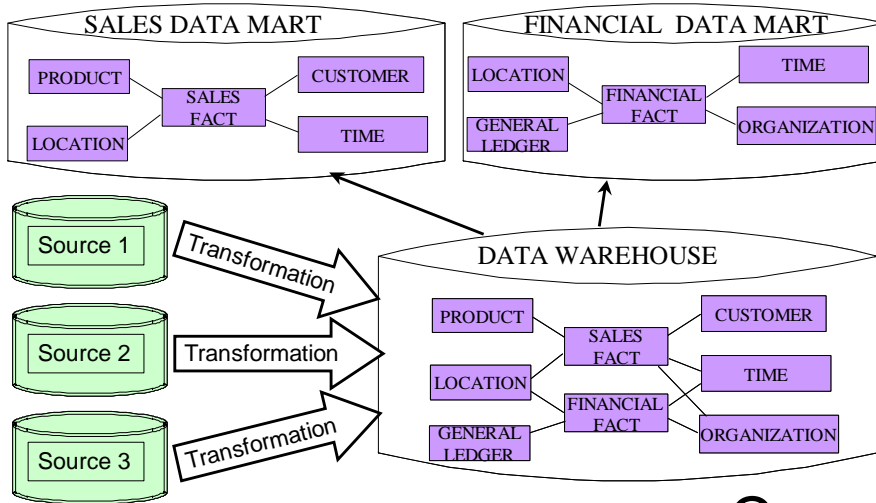 SALES DATA MART
PRODUCT
CUSTOMER
SALES
FACT
LOCATION
TIME
FINANCIAL DATA MART
LOCATION
TIME
FINANCIAL
FACT
GENERAL
LEDGER
ORGANIZATION
Source 1
Transformation
Source 2
Transformation
Source 3
Transformation
DATA WAREHOUSE
PRODUCT
CUSTOMER
SALES
FACT
LOCATION
TIME
FINANCIAL
FACT
GENERAL
LEDGER
ORGANIZATION